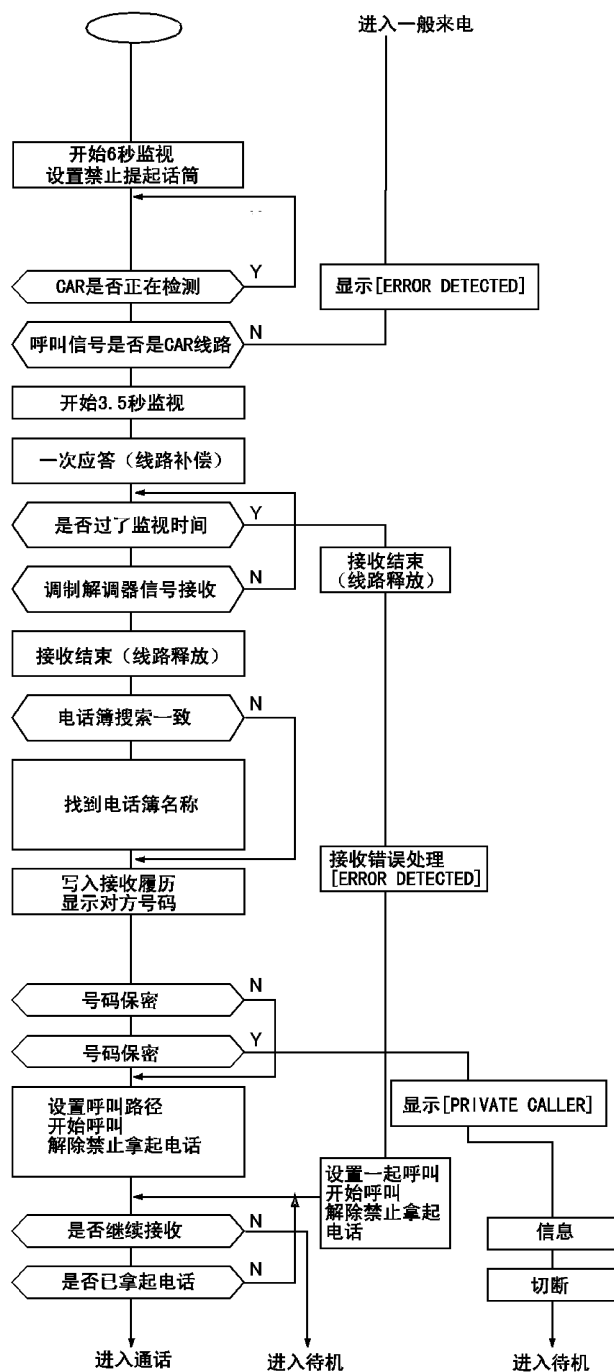 进入一般来电
开始6秒监视
设置禁止提起话筒
Y
CAR是否正在检测
显示[ERROR DETECTED]
N
呼叫信号是否是CAR线路
开始3.5秒监视
一次应答（线路补偿）
Y
是否过了监视时间
接收结束
（线路释放）
N
调制解调器信号接收
接收结束（线路释放）
N
电话簿搜索一致
找到电话簿名称
接收错误处理
[ERROR DETECTED]
写入接收履历
显示对方号码
N
号码保密
Y
号码保密
显示[PRIVATE CALLER]
设置呼叫路径
开始呼叫
解除禁止拿起电话
设置一起呼叫
开始呼叫
解除禁止拿起
电话
N
是否继续接收
信息
N
是否已拿起电话
切断
进入通话
进入待机
进入待机